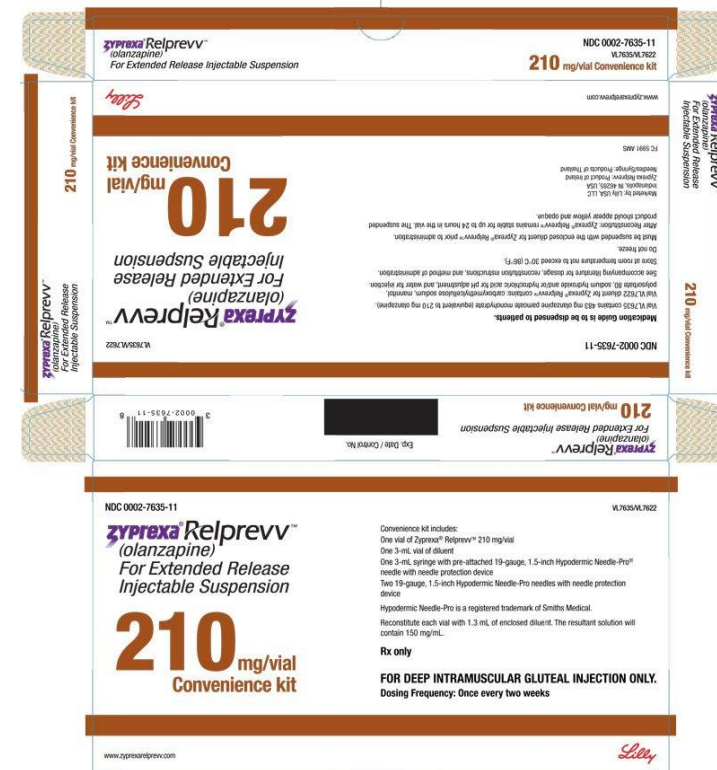 zyprexa® Relprevv™
(olanzapine)
For Extended Release Injectable Suspension
NDC 0002-7635-11
VL7635/VL7622
210 mg/vial Convenience kit
Lilly
www.zyprexarelprevv.com
210 mg/vial Convenience kit
zyprexa® Relprevv™
(olanzapine)
For Extended Release
Injectable Suspension
VL7635/VL7622
zyprexa® Relprevv™
(olanzapine)
For Extended Release
Injectable Suspension
210 mg/vial
Convenience kit
NDC 0002-7635-11
Medication Guide is to be dispensed to patients.
Vial VL7635 contains 483 mg olanzapine pamoate monohydrate (equivalent to 210 mg olanzapine).
Vial VL7622 diluent for Zyprexa® Relprevv™ contains: carboxymethylcellulose sodium, mannitol,
polysorbate 80, sodium hydroxide and/or hydrochloric acid for pH adjustment, and water for injection.
See accompanying literature for dosage, reconstitution instructions, and method of administration.
Store at room temperature not to exceed 30°C (86°F).
Do not freeze.
Must be suspended with the enclosed diluent for Zyprexa® Relprevv™ prior to administration.
After Reconstitution: Zyprexa® Relprevv™ remains stable for up to 24 hours in the vial. The suspended
product should appear yellow and opaque.
Marketed by: Lilly USA, LLC
Indianapolis, IN 46285, USA
Zyprexa Relprevv: Product of Ireland
Needles/Syringe: Products of Thailand
FC 5991 AMS
zyprexa® Relprevv
(olanzapine)
For Extended Release
Injectable Suspension
210 mg/vial Convenience kit
zyprexa® Relprevv™
(olanzapine)
For Extended Release Injectable Suspension
210 mg/vial Convenience kit
Exp. Date / Control No.
3 0002-7635-11 8
NDC 0002-7635-11
VL7635/VL7622
zyprexa® Relprevv™
(olanzapine)
For Extended Release
Injectable Suspension
210 mg/vial
Convenience kit
Convenience kit includes:
One vial of Zyprexa® Relprevv™ 210 mg/vial
One 3-mL vial of diluent
One 3-mL syringe with pre-attached 19-gauge, 1.5-inch Hypodermic Needle-Pro®
needle with needle protection device
Two 19-gauge, 1.5-inch Hypodermic Needle-Pro needles with needle protection
device
Hypodermic Needle-Pro is a registered trademark of Smiths Medical.
Reconstitute each vial with 1.3 mL of enclosed diluent. The resultant solution will
contain 150 mg/mL.
Rx only
FOR DEEP INTRAMUSCULAR GLUTEAL INJECTION ONLY.
Dosing Frequency: Once every two weeks
www.zyprexarelprevv.com
Lilly